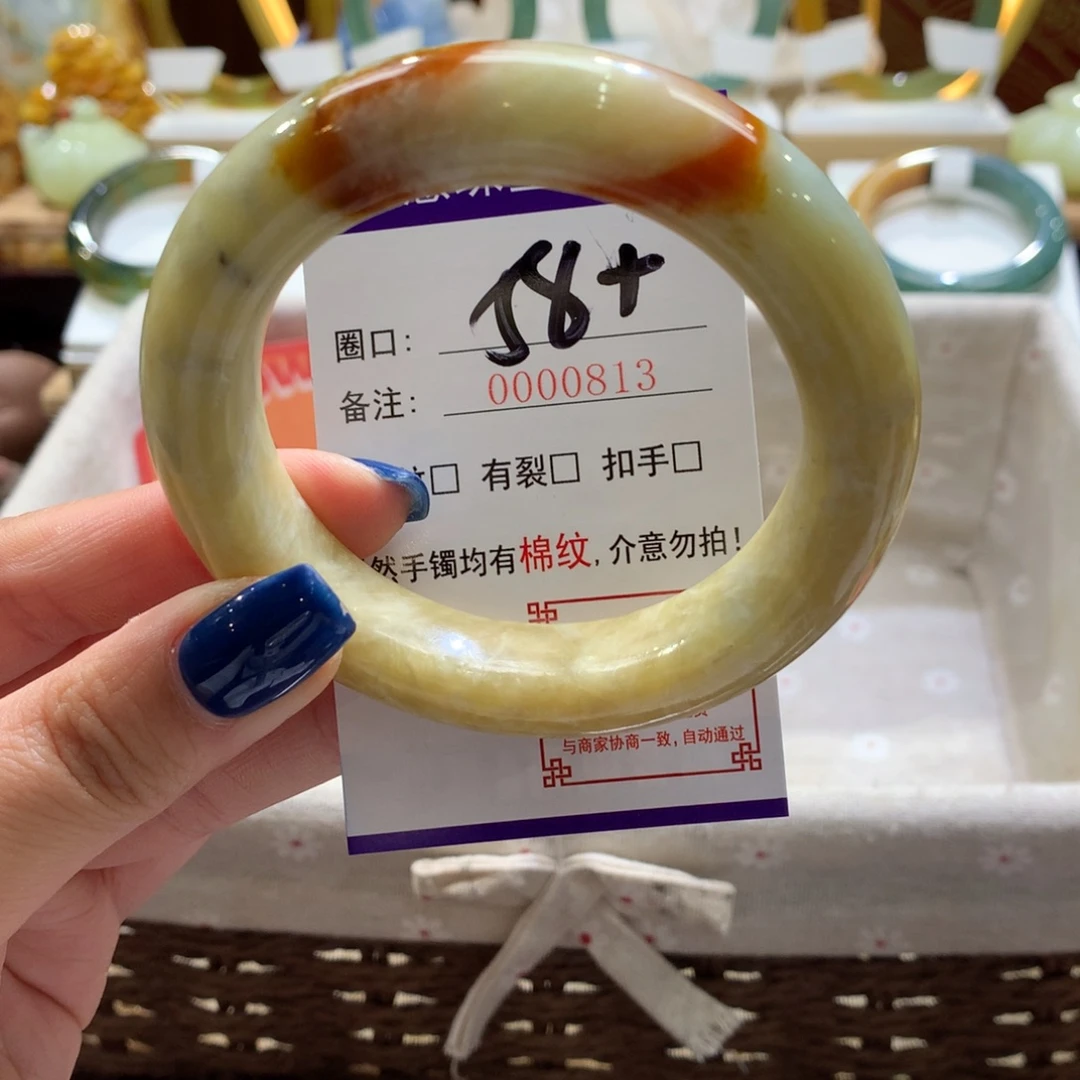 圈口: 58+
备注: 0000813
□ 有裂□ 扣手□
然手镯均有棉纹,介意勿拍!
与商家协商一致,自动通过